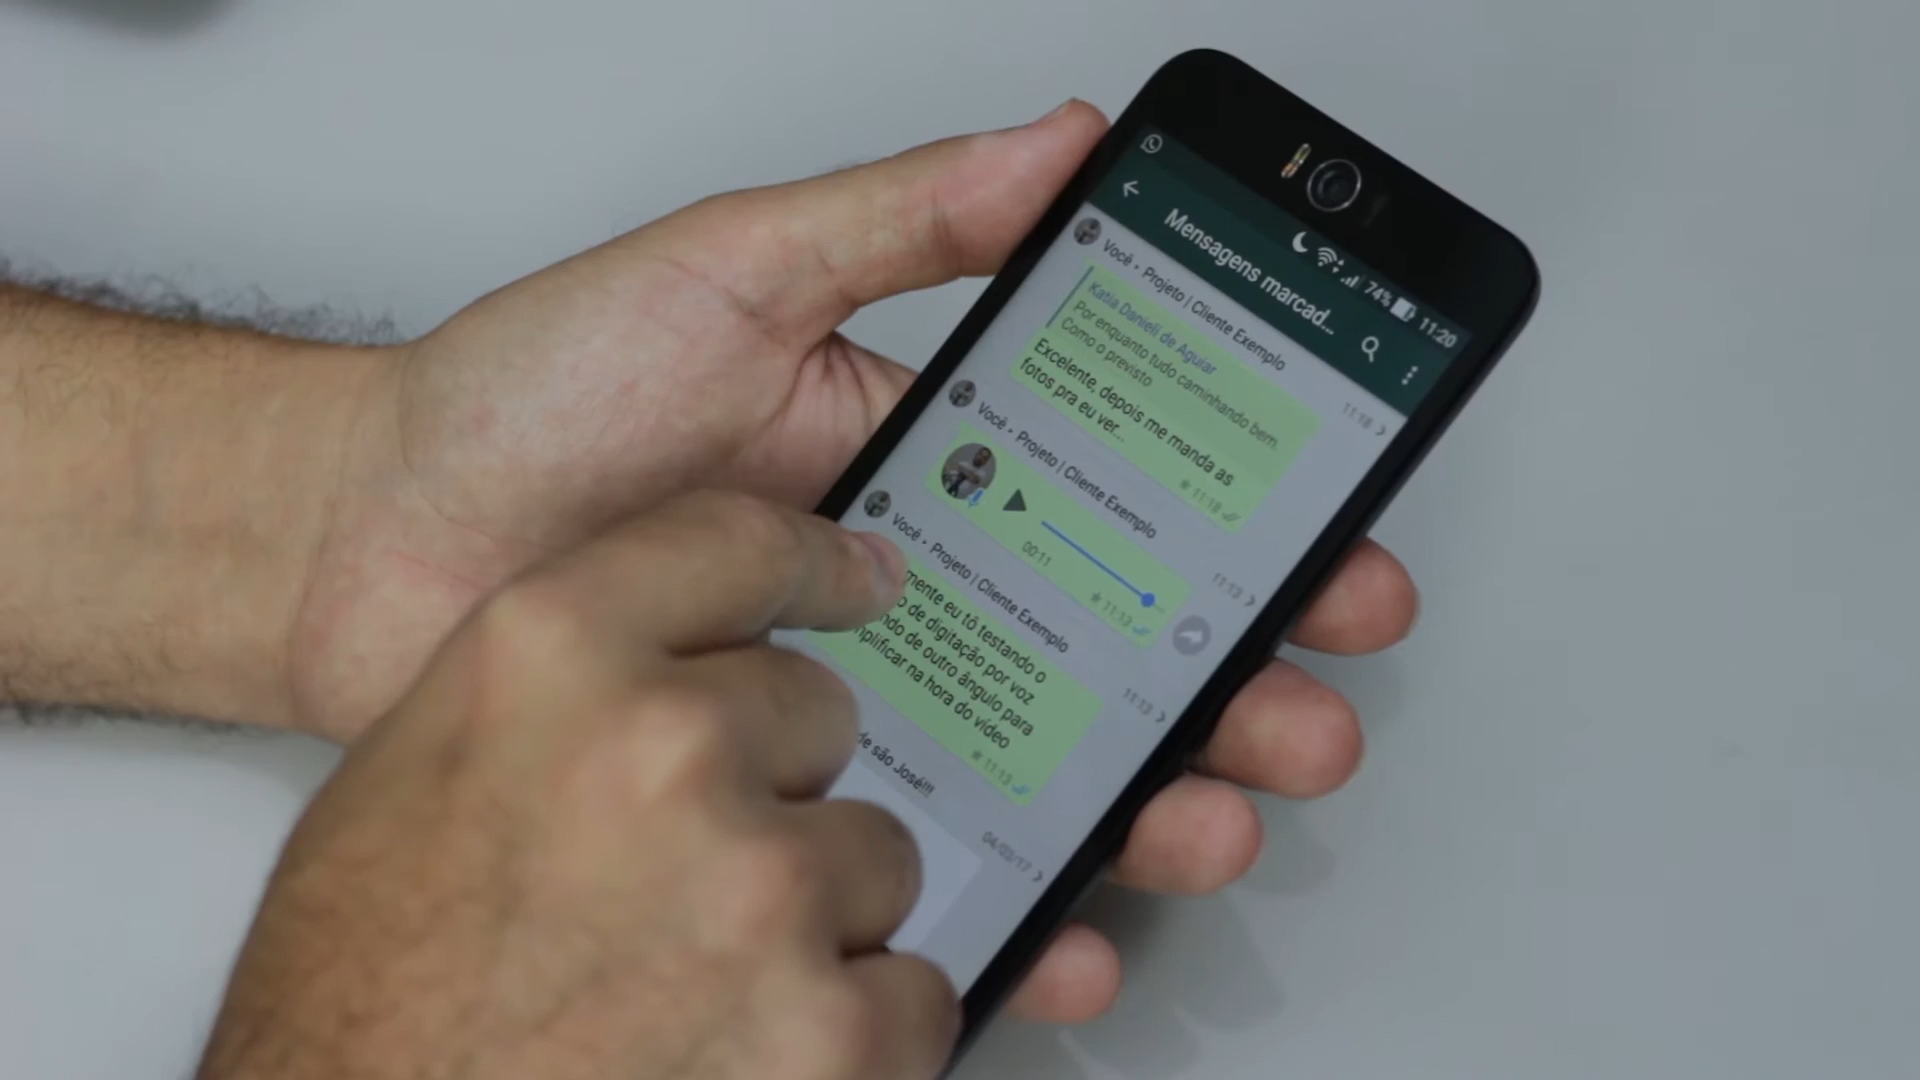 74% 11:20
Mensagens marcad...
Você • Projeto | Cliente Exemplo
11:18
Katia Danieli de Aguiar
Por enquanto tudo caminhando bem.
Como o previsto
Excelente, depois me manda as
fotos pra eu ver...
11:18
Você • Projeto | Cliente Exemplo
11:13
00:11
11:13
Você • Projeto | Cliente Exemplo
11:13
mente eu tô testando o
de digitação por voz
ndo de outro ângulo para
mplificar na hora do vídeo
11:13
de são José!!!
04/03/17